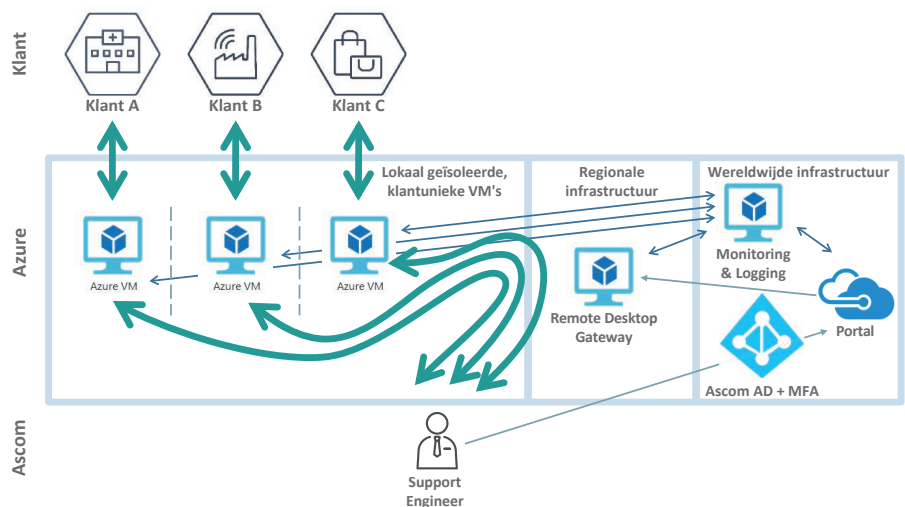 Klant
Klant A
Klant B
Klant C
Azure
Lokaal geïsoleerde,
klantunieke VM's
Regionale
infrastructuur
Wereldwijde infrastructuur
Azure VM
Azure VM
Azure VM
Monitoring
& Logging
Remote Desktop
Gateway
Portal
Ascom AD + MFA
Ascom
Support
Engineer